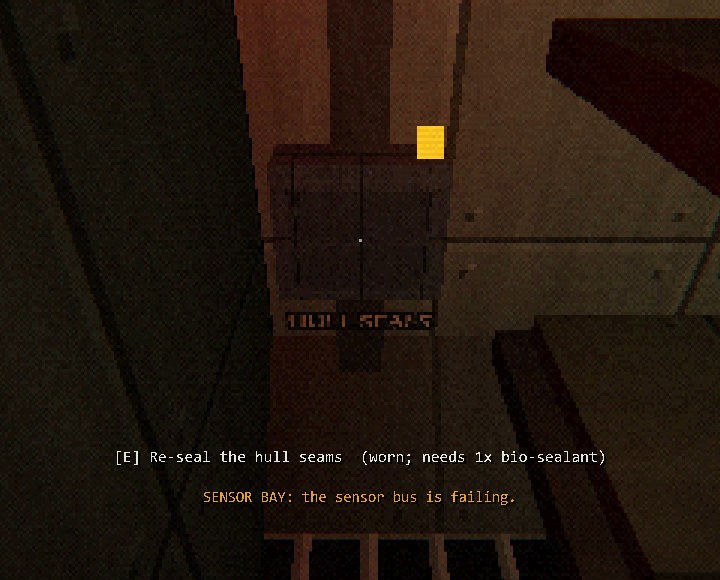 HULL SEAMS
[E] Re-seal the hull seams  (worn; needs 1x bio-sealant)
SENSOR BAY: the sensor bus is failing.